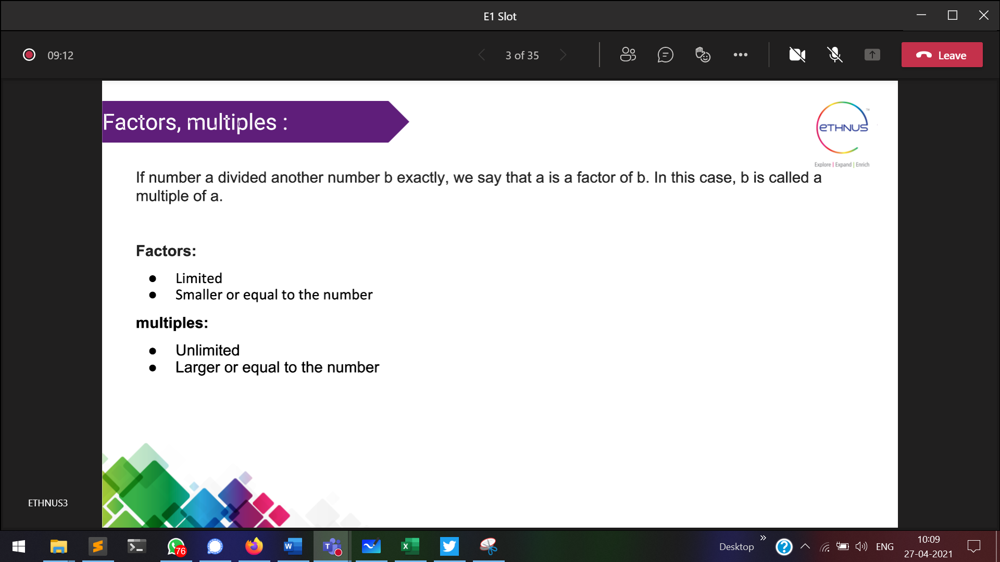 E1 Slot
09:12
3 of 35
Leave
Factors, multiples :
eTHNUS
TM
Explore | Expand | Enrich
If number a divided another number b exactly, we say that a is a factor of b. In this case, b is called a
multiple of a.
Factors:
● Limited
● Smaller or equal to the number
multiples:
● Unlimited
● Larger or equal to the number
ETHNUS3
76
Desktop
ENG
10:09
27-04-2021